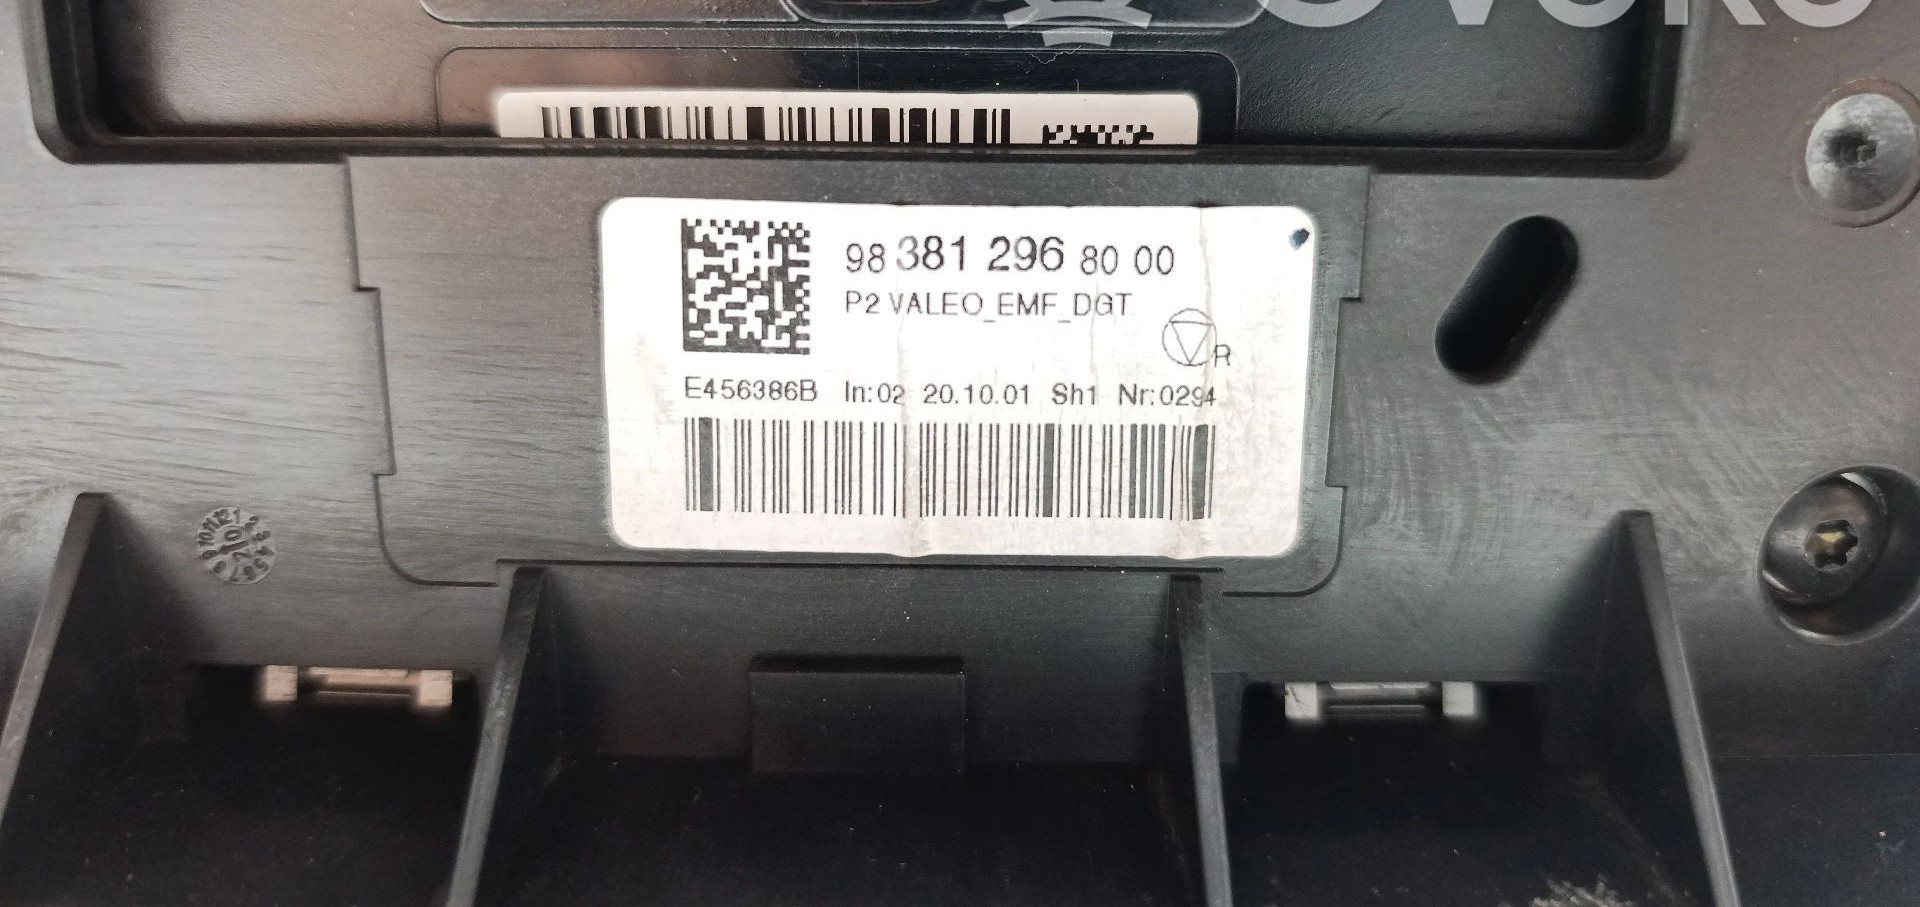 98 381 296 80 00
P2 VALEO_EMF_DGT
R
E456386B In:02 20.10.01 Sh1 Nr:0294